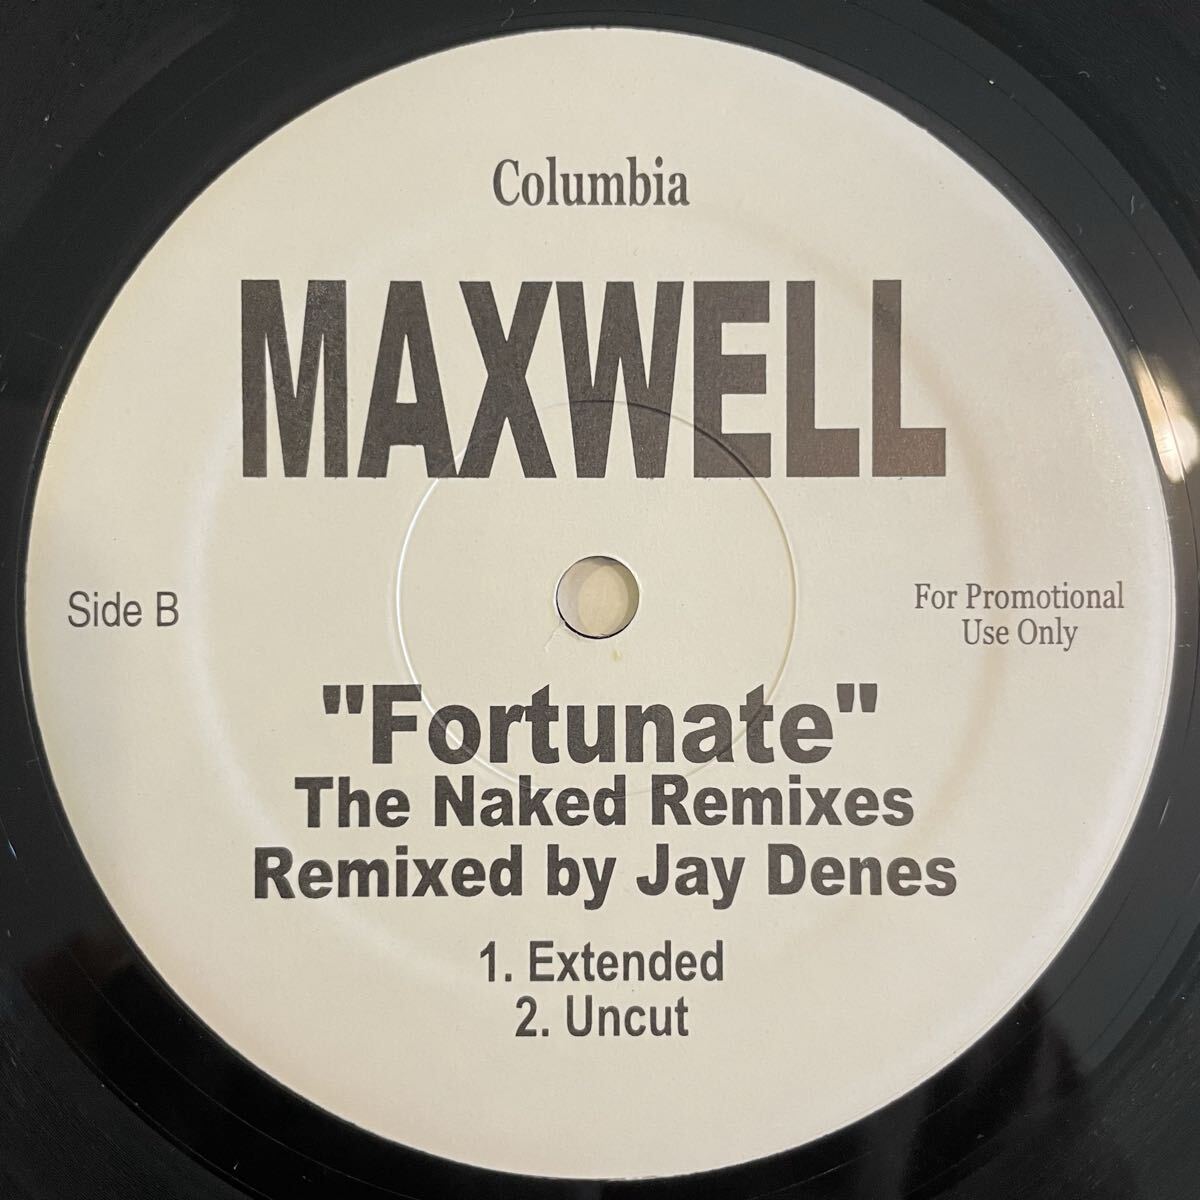 Columbia
MAXWELL
Side B
For Promotional
Use Only
"Fortunate"
The Naked Remixes
Remixed by Jay Denes
1. Extended
2. Uncut